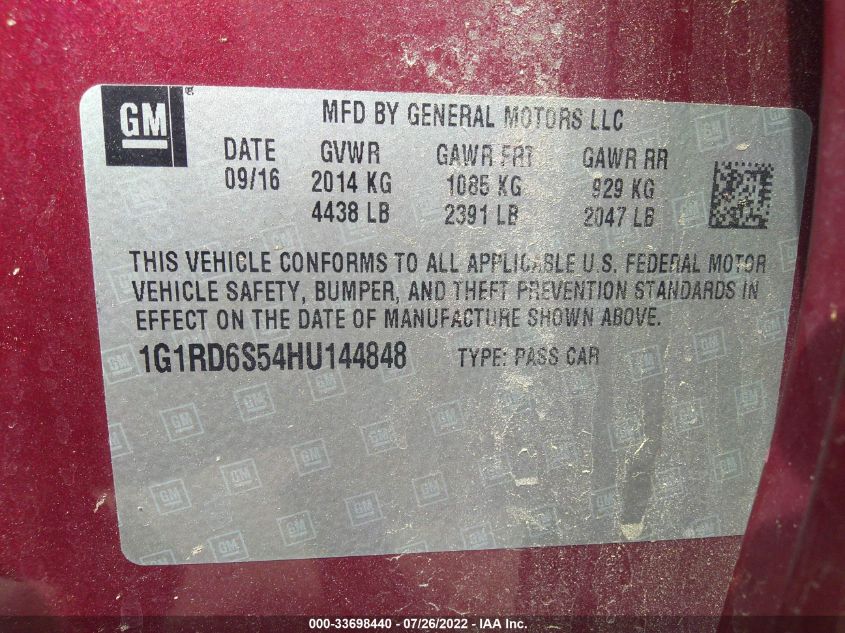 GM
MFD BY GENERAL MOTORS LLC
DATE GVWR GAWR FRT GAWR RR
09/16 2014 KG 1085 KG 929 KG
4438 LB 2391 LB 2047 LB
THIS VEHICLE CONFORMS TO ALL APPLICABLE U.S. FEDERAL MOTOR
VEHICLE SAFETY, BUMPER, AND THEFT PREVENTION STANDARDS IN
EFFECT ON THE DATE OF MANUFACTURE SHOWN ABOVE.
1G1RD6S54HU144848 TYPE: PASS CAR
000-33698440 - 07/26/2022 - IAA Inc.